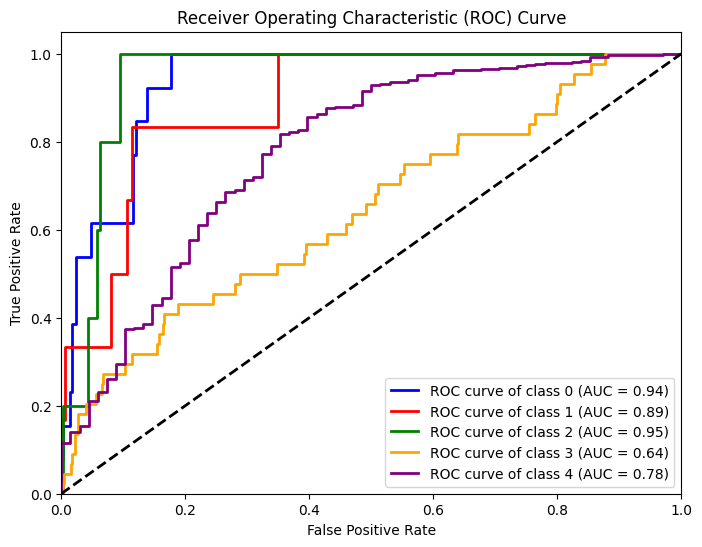 Receiver Operating Characteristic (ROC) Curve
True Positive Rate
1.0
0.8
0.6
0.4
0.2
0.0
ROC curve of class 0 (AUC = 0.94)
ROC curve of class 1 (AUC = 0.89)
ROC curve of class 2 (AUC = 0.95)
ROC curve of class 3 (AUC = 0.64)
ROC curve of class 4 (AUC = 0.78)
0.0 0.2 0.4 0.6 0.8 1.0
False Positive Rate